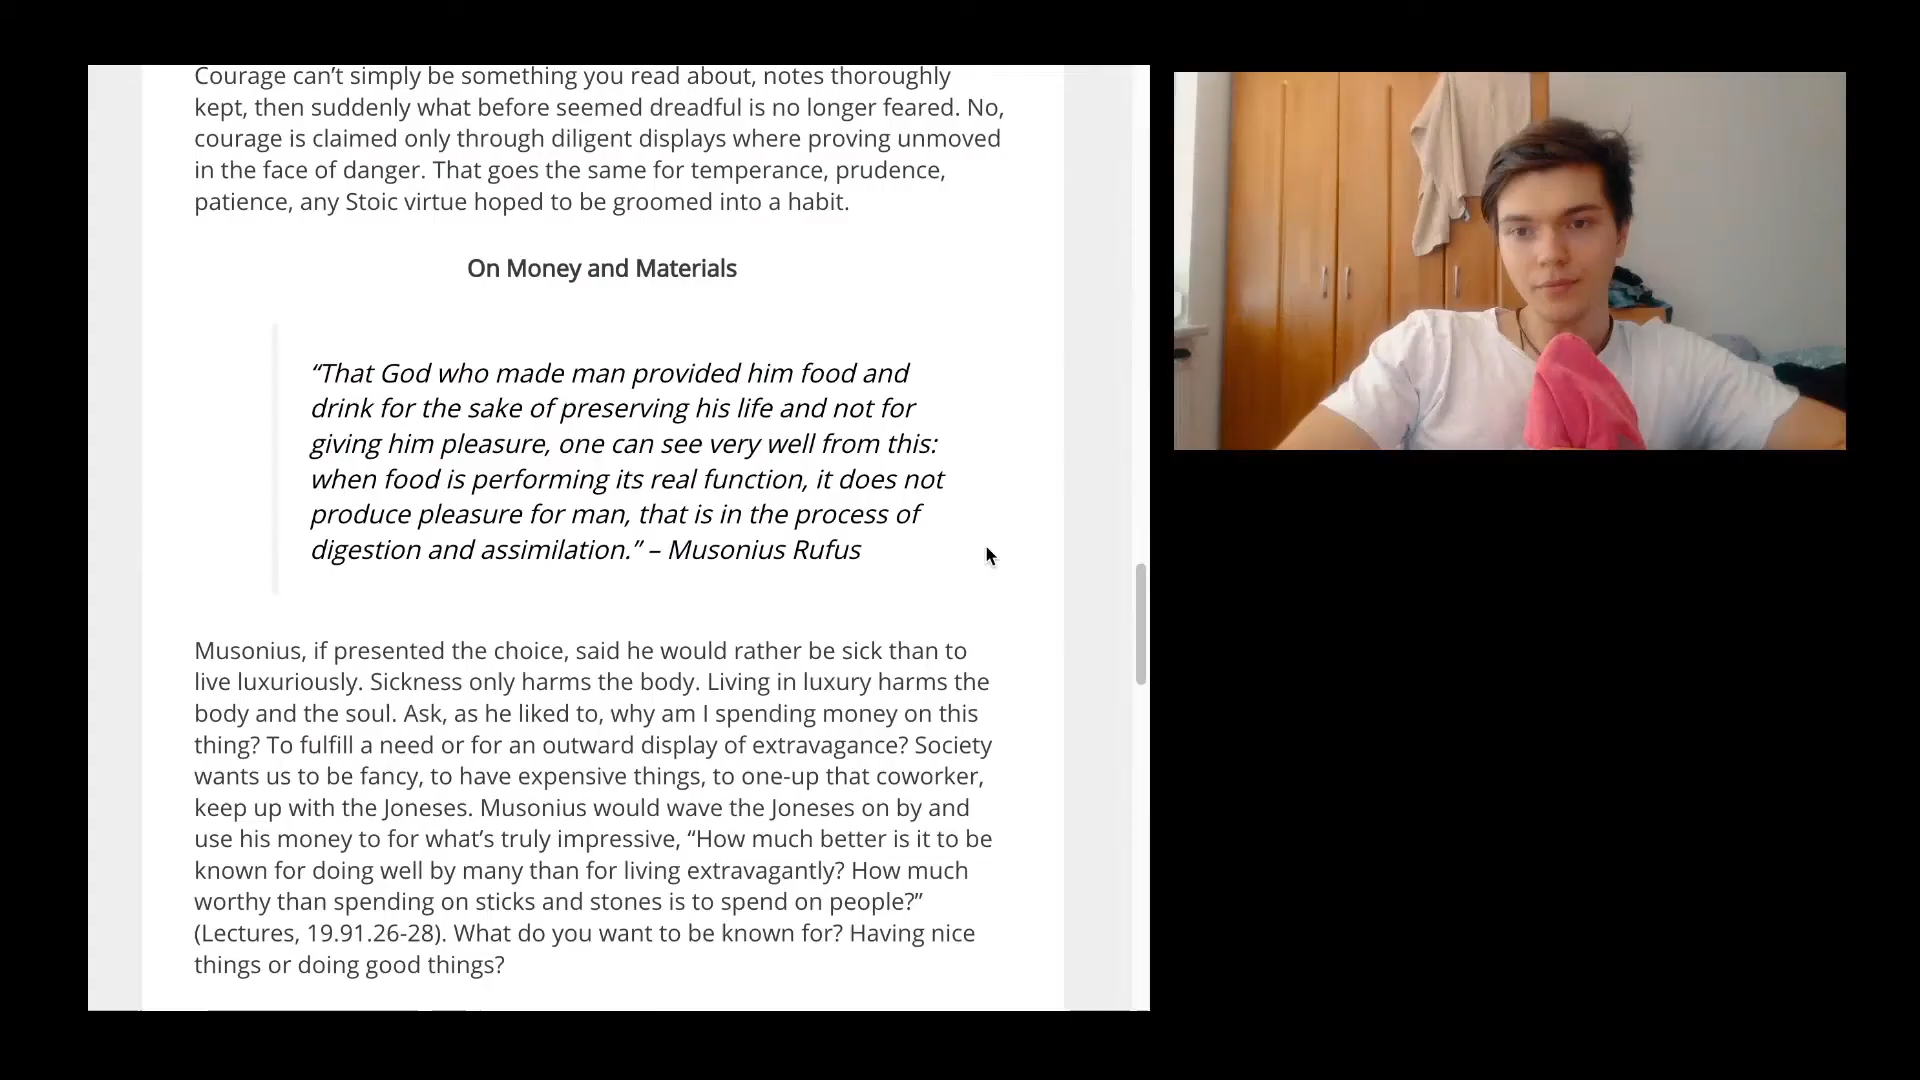 Courage can’t simply be something you read about, notes thoroughly
kept, then suddenly what before seemed dreadful is no longer feared. No,
courage is claimed only through diligent displays where proving unmoved
in the face of danger. That goes the same for temperance, prudence,
patience, any Stoic virtue hoped to be groomed into a habit.
On Money and Materials
“That God who made man provided him food and
drink for the sake of preserving his life and not for
giving him pleasure, one can see very well from this:
when food is performing its real function, it does not
produce pleasure for man, that is in the process of
digestion and assimilation.” – Musonius Rufus
Musonius, if presented the choice, said he would rather be sick than to
live luxuriously. Sickness only harms the body. Living in luxury harms the
body and the soul. Ask, as he liked to, why am I spending money on this
thing? To fulfill a need or for an outward display of extravagance? Society
wants us to be fancy, to have expensive things, to one-up that coworker,
keep up with the Joneses. Musonius would wave the Joneses on by and
use his money to for what’s truly impressive, “How much better is it to be
known for doing well by many than for living extravagantly? How much
worthy than spending on sticks and stones is to spend on people?”
(Lectures, 19.91.26-28). What do you want to be known for? Having nice
things or doing good things?